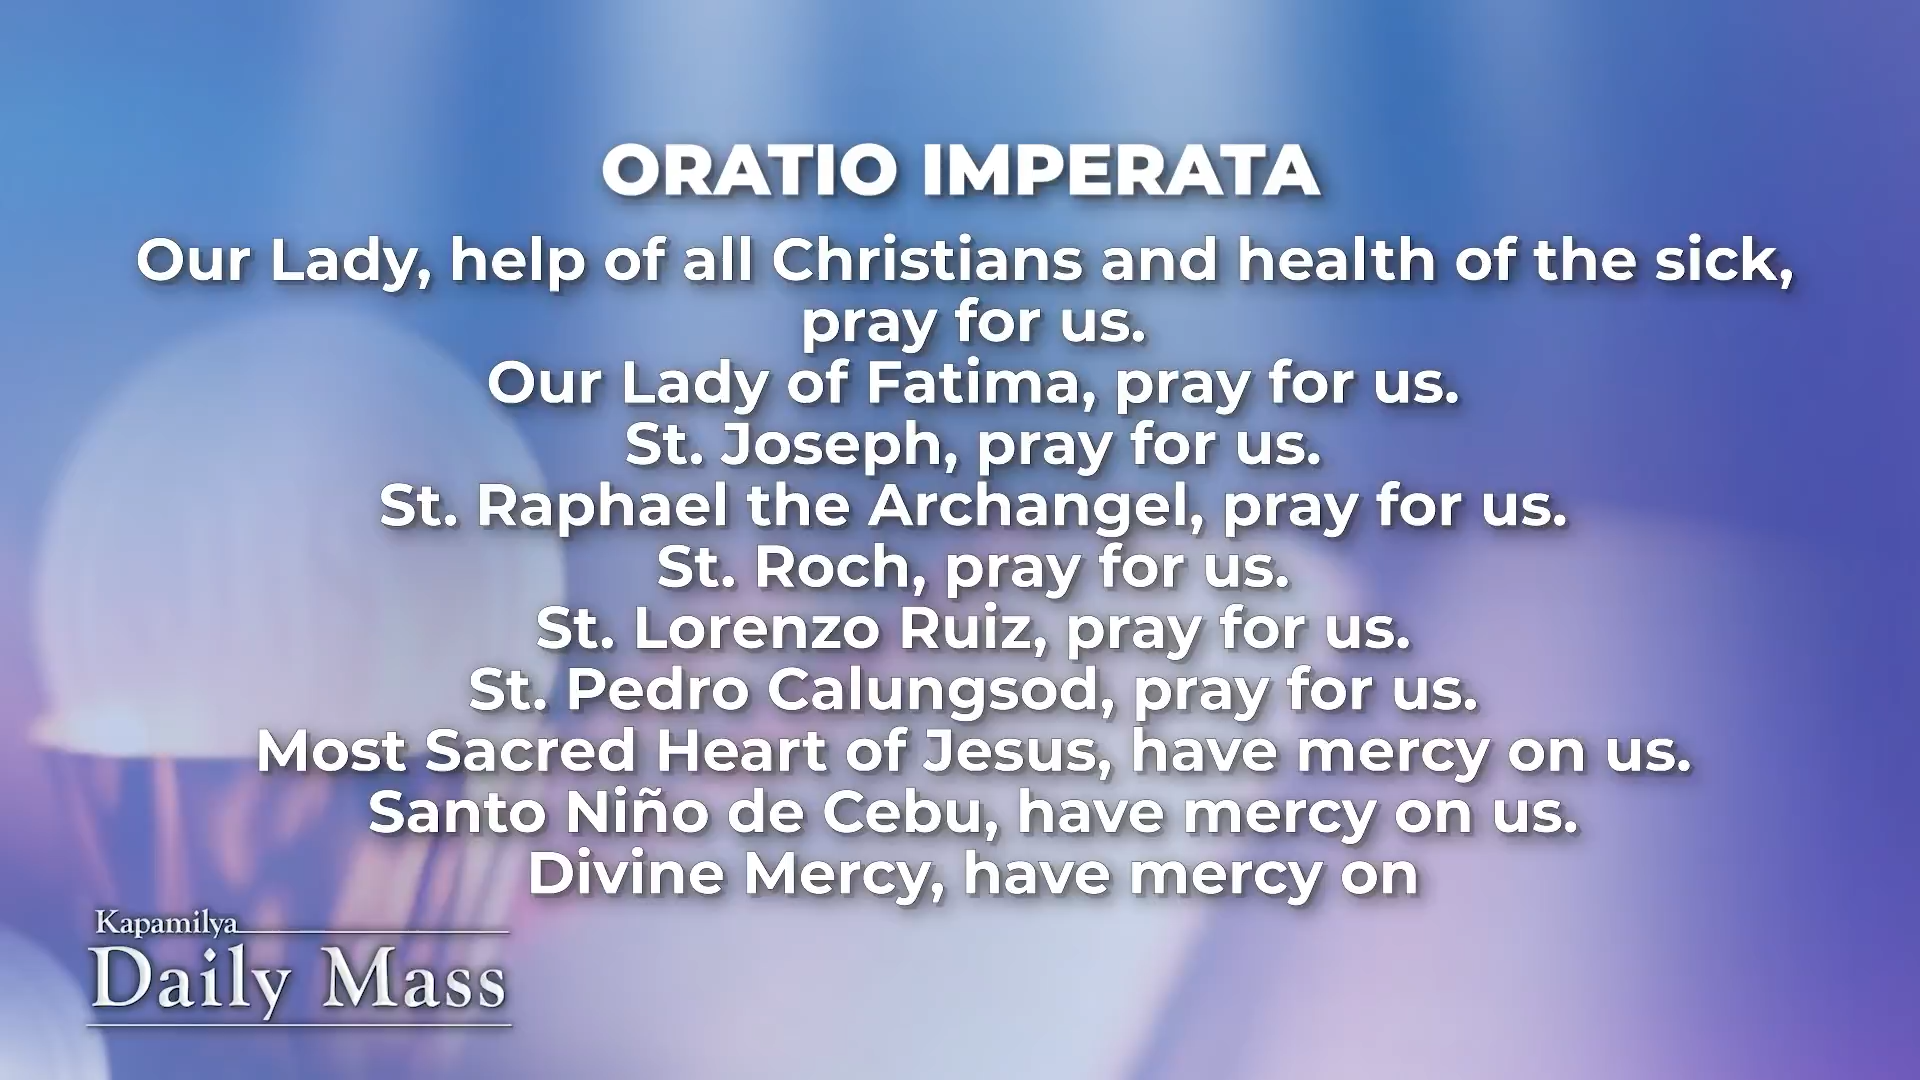 ORATIO IMPERATA
Our Lady, help of all Christians and health of the sick,
pray for us.
Our Lady of Fatima, pray for us.
St. Joseph, pray for us.
St. Raphael the Archangel, pray for us.
St. Roch, pray for us.
St. Lorenzo Ruiz, pray for us.
St. Pedro Calungsod, pray for us.
Most Sacred Heart of Jesus, have mercy on us.
Santo Niño de Cebu, have mercy on us.
Divine Mercy, have mercy on
Kapamilya
Daily Mass